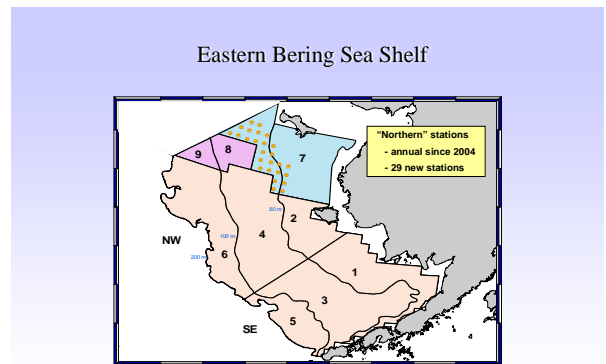 Eastern Bering Sea Shelf
“Northern” stations
- annual since 2004
- 29 new stations
9
8
7
50 m
2
100 m
4
NW
200 m
6
1
3
5
SE